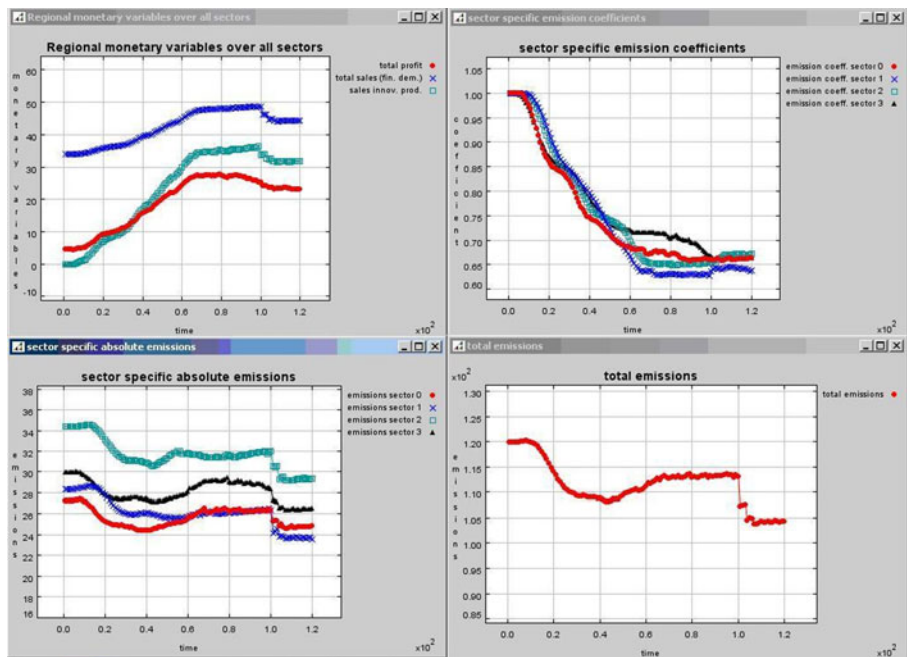 Regional monetary variables over all sectors
Regional monetary variables over all sectors
total profit
total sales (fin. dem.)
sales innov. prod.
monetary variables
60
50
40
30
20
10
0
-10
0.0 0.2 0.4 0.6 0.8 1.0 1.2
time
x10²
sector specific emission coefficients
sector specific emission coefficients
emission coeff. sector 0
emission coeff. sector 1
emission coeff. sector 2
emission coeff. sector 3
coefficient
1.05
1.00
0.95
0.90
0.85
0.80
0.75
0.70
0.65
0.60
0.0 0.2 0.4 0.6 0.8 1.0 1.2
time
x10²
sector specific absolute emissions
sector specific absolute emissions
emissions sector 0
emissions sector 1
emissions sector 2
emissions sector 3
emissions
38
36
34
32
30
28
26
24
22
20
18
16
0.0 0.2 0.4 0.6 0.8 1.0 1.2
time
x10²
total emissions
x10²
total emissions
total emissions
emissions
1.30
1.25
1.20
1.15
1.10
1.05
1.00
0.95
0.90
0.85
0.0 0.2 0.4 0.6 0.8 1.0 1.2
time
x10²